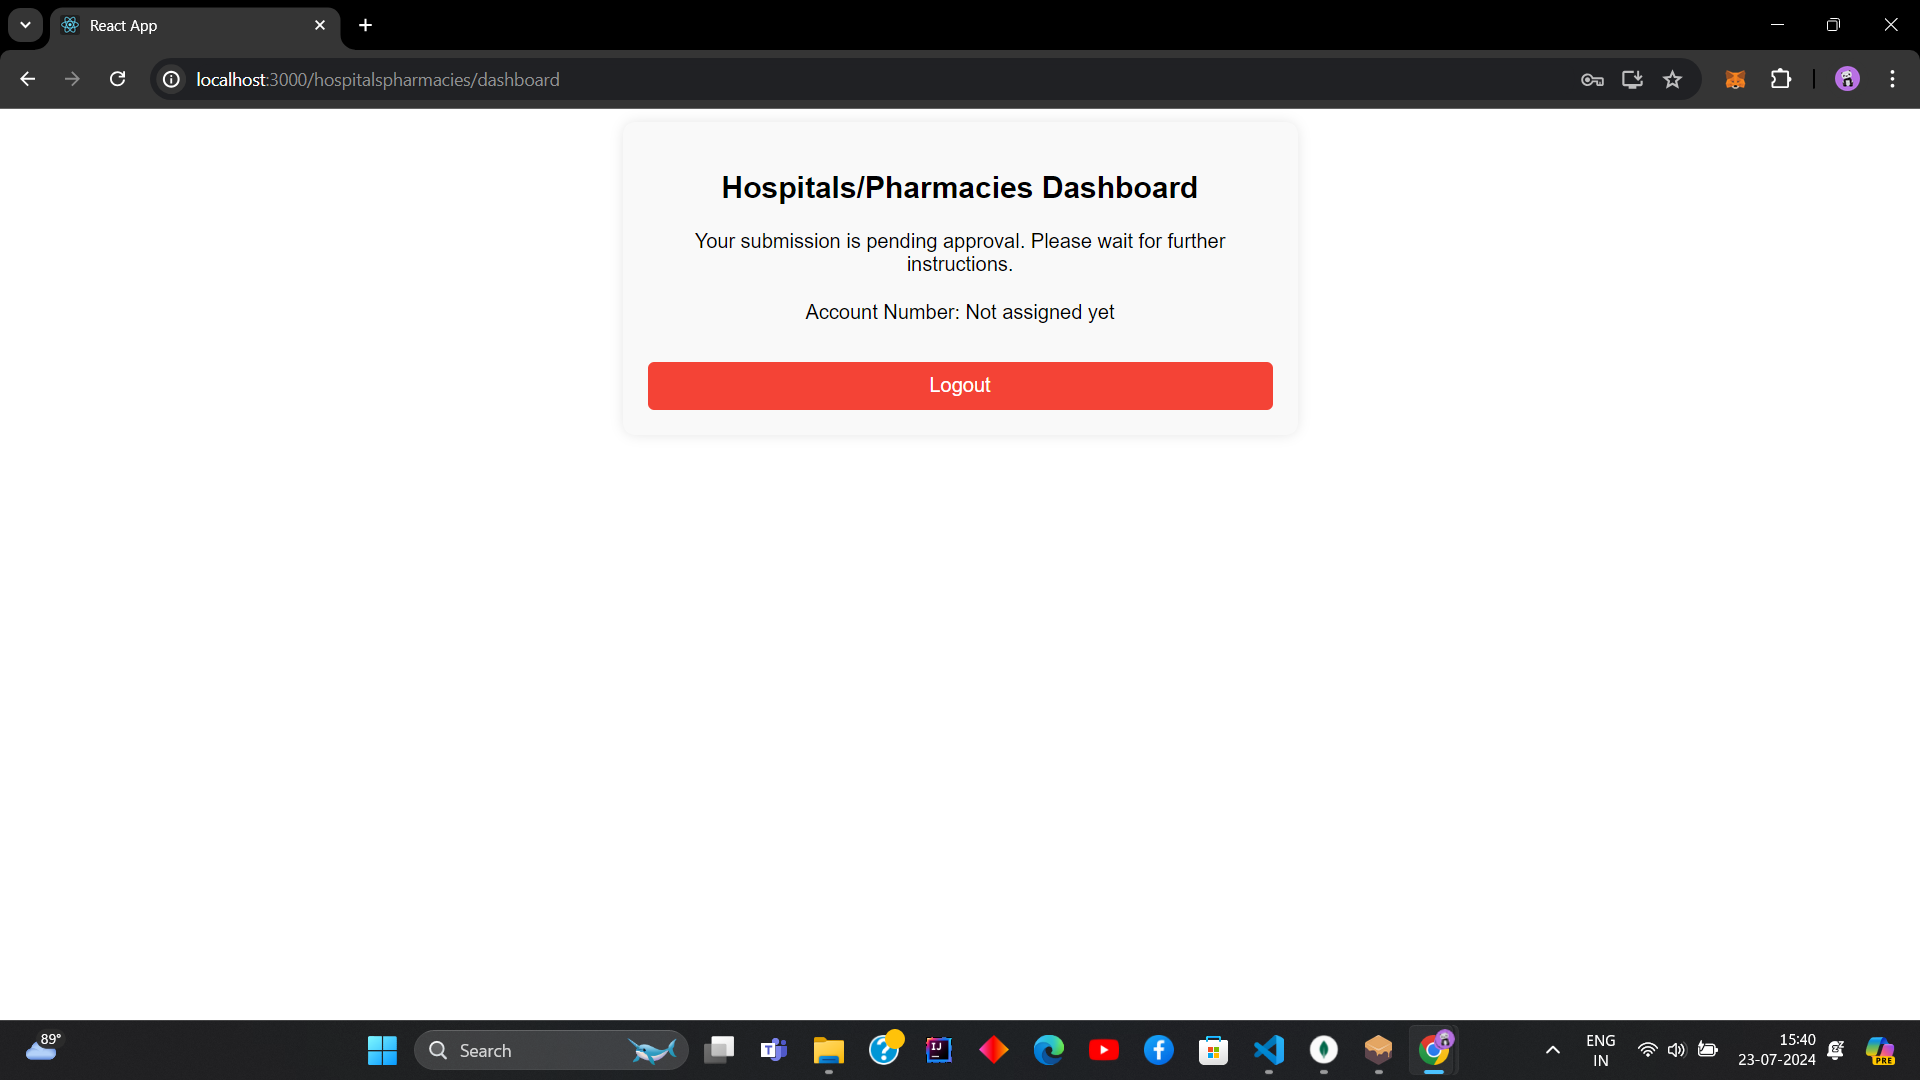 React App
localhost:3000/hospitalspharmacies/dashboard
Hospitals/Pharmacies Dashboard
Your submission is pending approval. Please wait for further
instructions.
Account Number: Not assigned yet
Logout
89°
Search
ENG
IN
15:40
23-07-2024
PRE